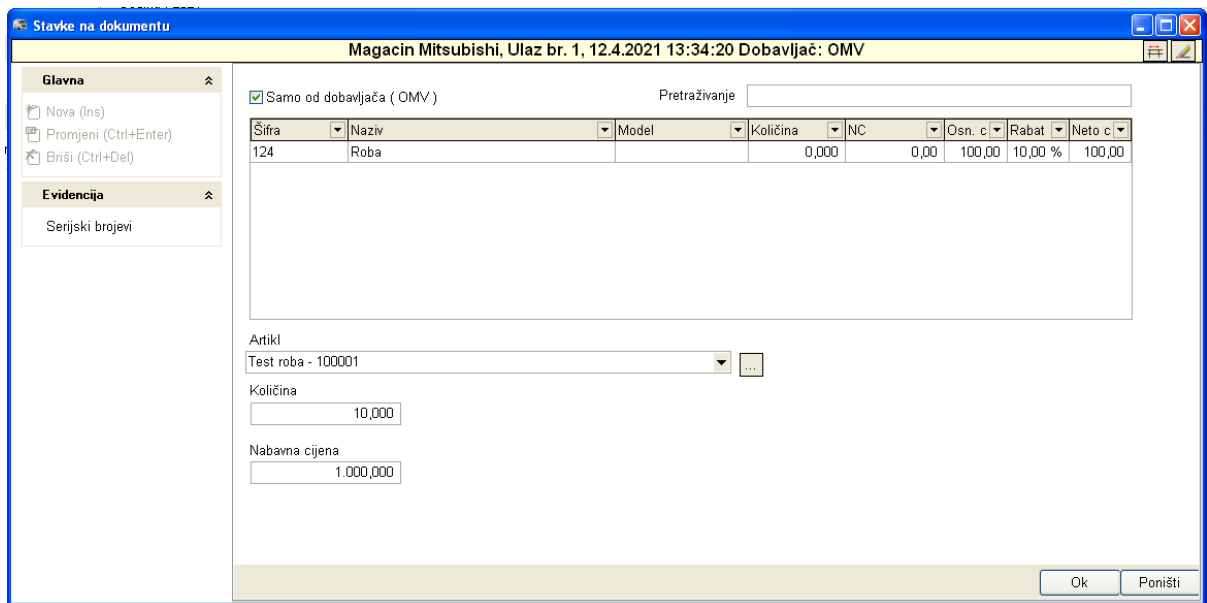 Stavke na dokumentu
Magacin Mitsubishi, Ulaz br. 1, 12.4.2021 13:34:20 Dobavljač: OMV
Glavna
Nova (Ins)
Promjeni (Ctrl+Enter)
Briši (Ctrl+Del)
Evidencija
Serijski brojevi
Samo od dobavljača ( OMV )
Pretraživanje
Šifra Naziv Model Količina NC Osn. c Rabat Neto c
124 Roba 0,000 0,00 100,00 10,00 % 100,00
Artikl
Test roba - 100001
...
Količina
10,000
Nabavna cijena
1.000,000
Ok Poništi